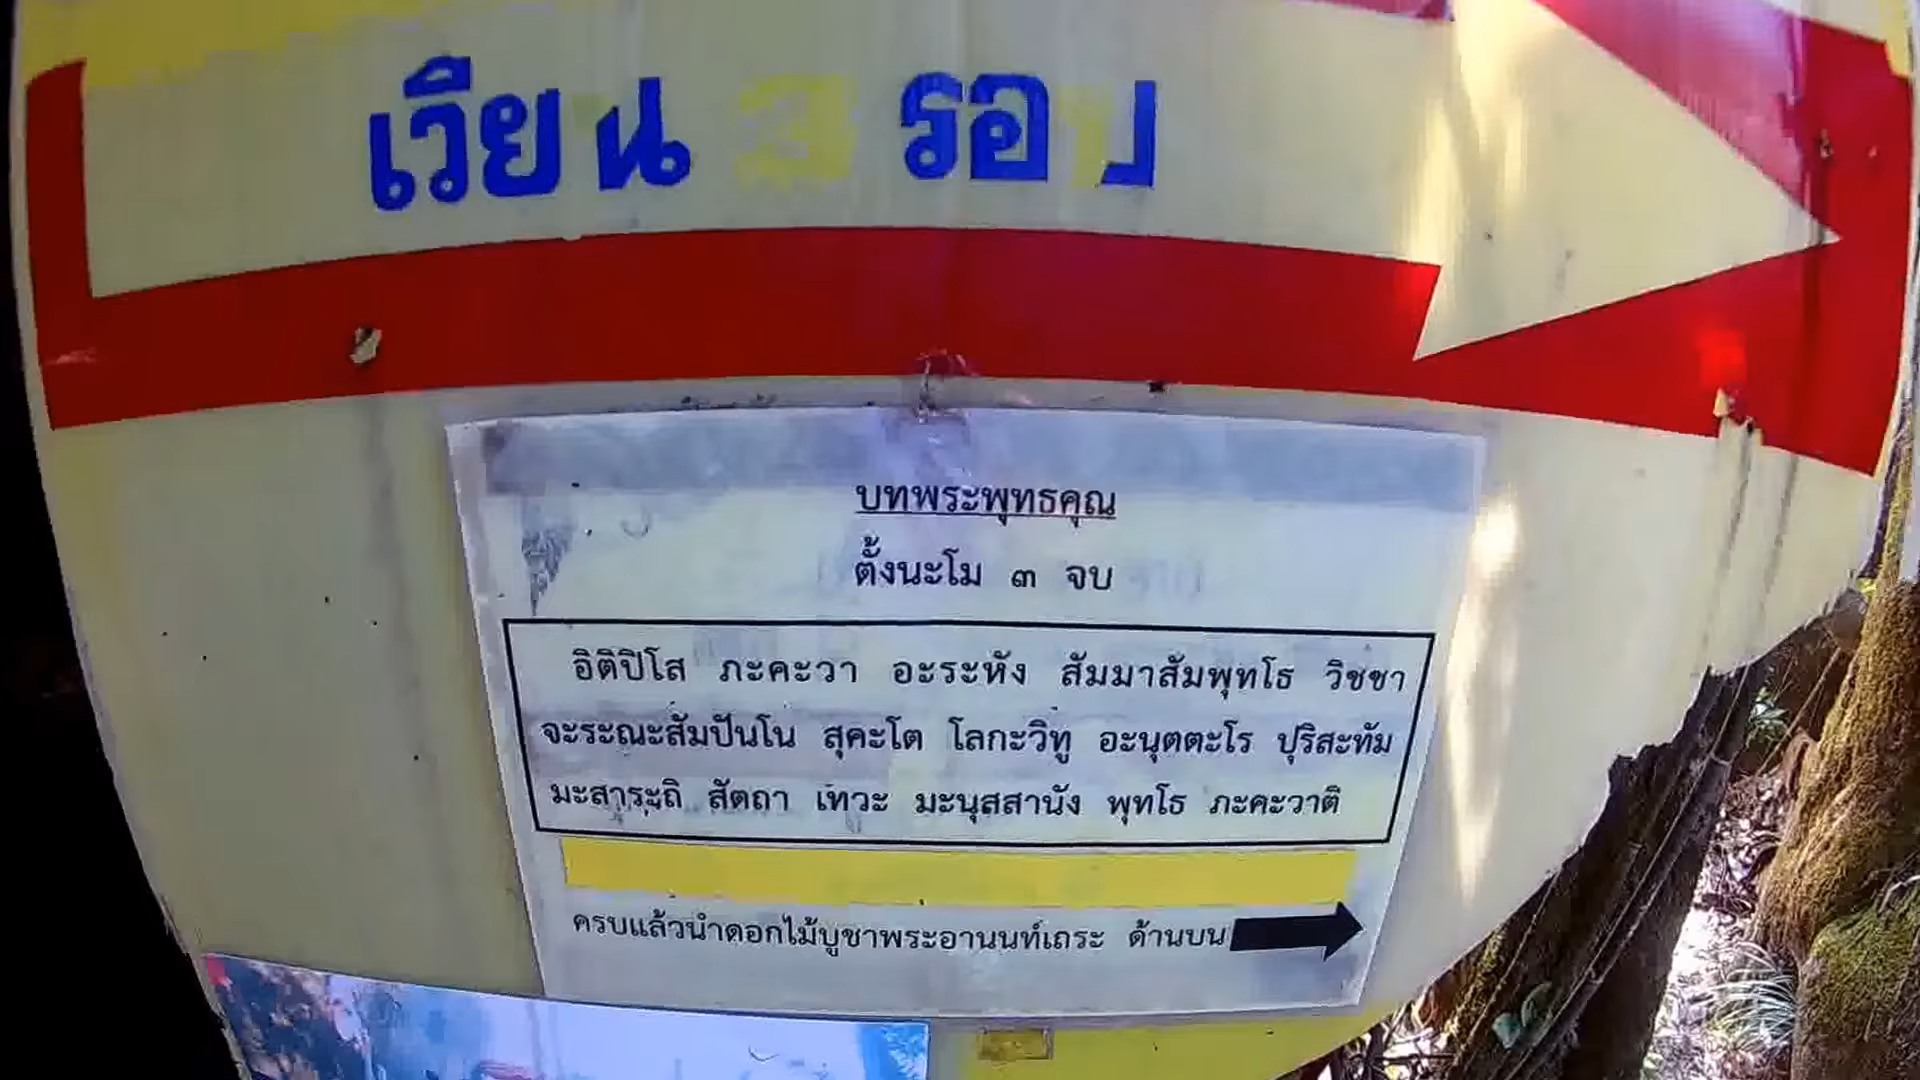 เวียน 3 รอบ
บทพระพุทธคุณ
ตั้งนะโม ๓ จบ
อิติปิโส ภะคะวา อะระหัง สัมมาสัมพุทโธ วิชชา
จะระณะสัมปันโน สุคะโต โลกะวิทู อะนุตตะโร ปุริสะทัม
มะสาระถิ สัตถา เทวะ มะนุสสานัง พุทโธ ภะคะวาติ
ครบแล้วนำดอกไม้บูชาพระอานนท์เถระ ด้านบน